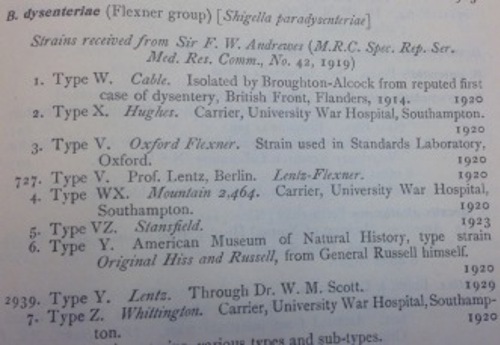 B. dysenteriae (Flexner group) [Shigella paradysenteriae]
Strains received from Sir F. W. Andrewes (M.R.C. Spec. Rep. Ser.
Med. Res. Comm., No. 42, 1919)
1. Type W. Cable. Isolated by Broughton-Alcock from reputed first
case of dysentery, British Front, Flanders, 1914. 1920
2. Type X. Hughes. Carrier, University War Hospital, Southampton.
1920
3. Type V. Oxford Flexner. Strain used in Standards Laboratory,
Oxford. 1920
727. Type V. Prof. Lentz, Berlin. Lentz-Flexner. 1920
4. Type WX. Mountain 2,464. Carrier, University War Hospital,
Southampton. 1920
5. Type VZ. Stansfield. 1923
6. Type Y. American Museum of Natural History, type strain
Original Hiss and Russell, from General Russell himself.
1920
2939. Type Y. Lentz. Through Dr. W. M. Scott. 1929
7. Type Z. Whittington. Carrier, University War Hospital, Southamp-
ton. 1920
various types and sub-types.